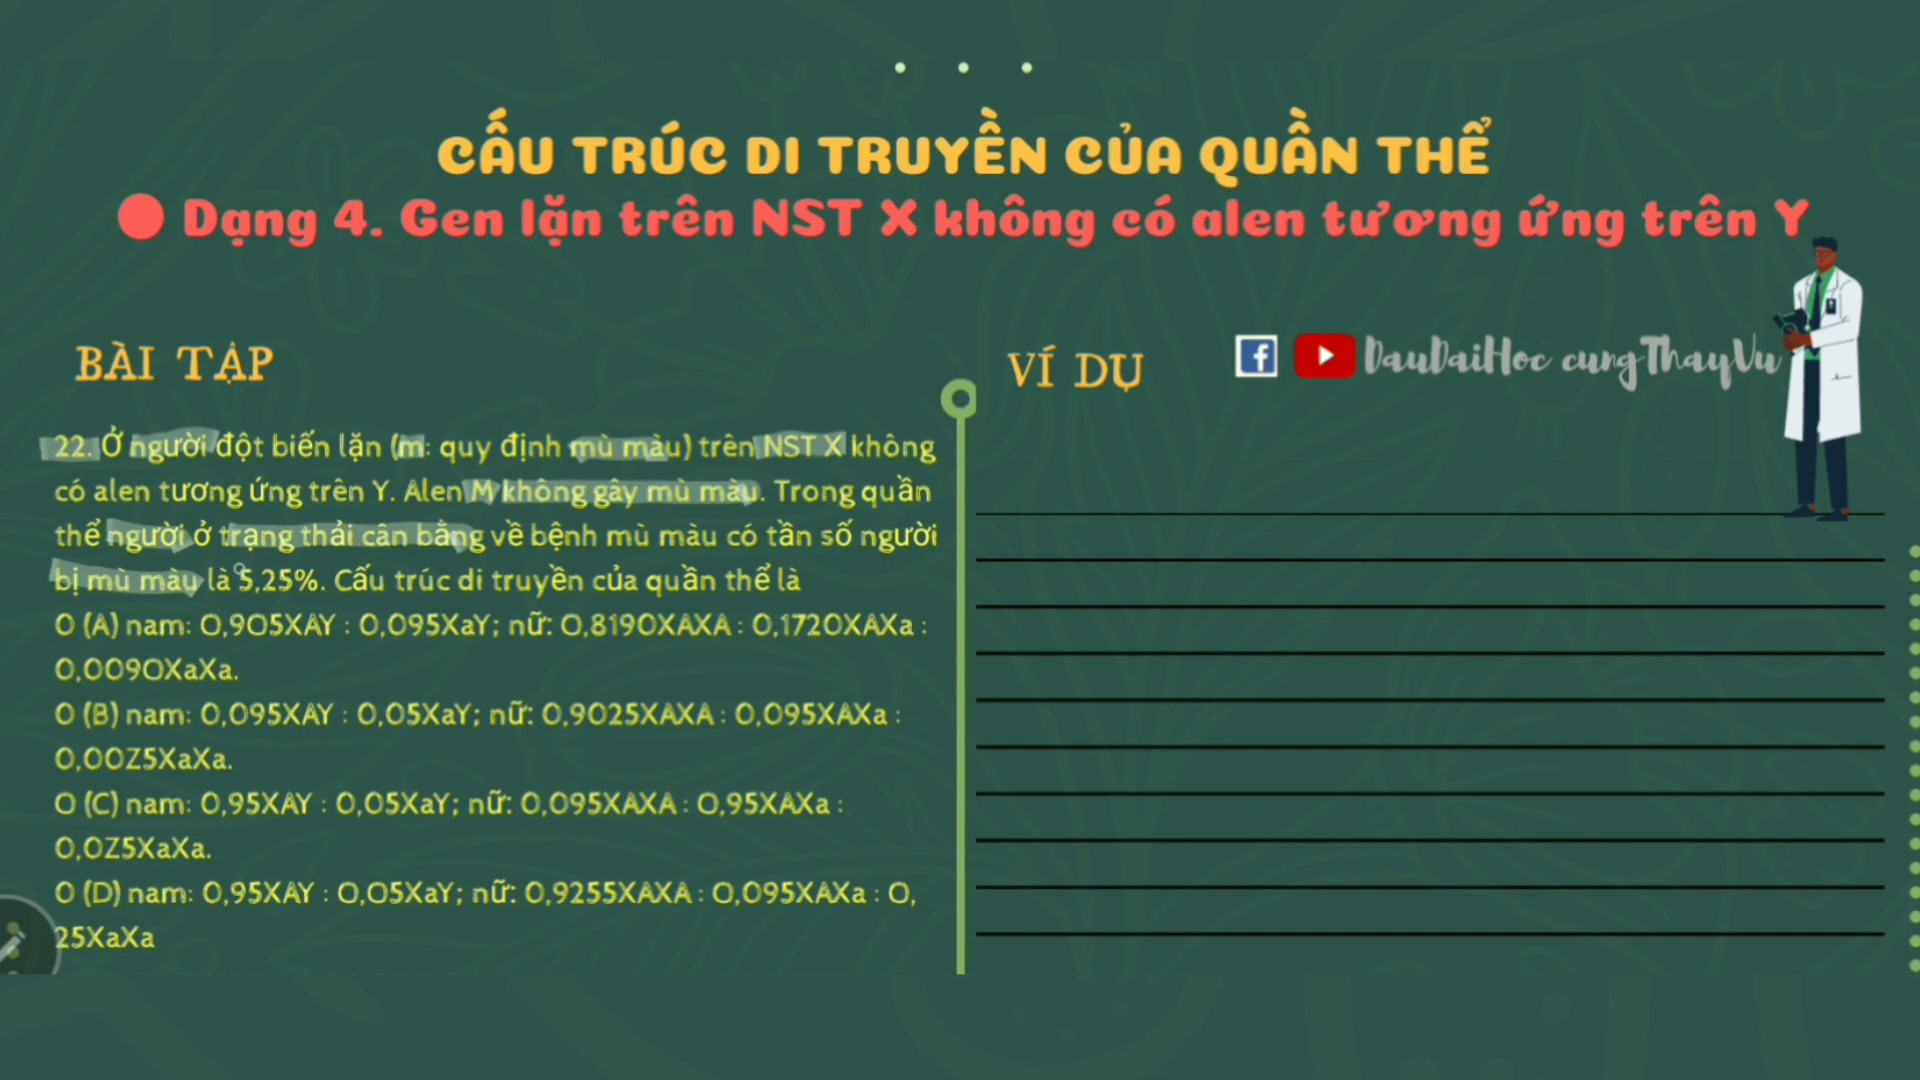 CẤU TRÚC DI TRUYỀN CỦA QUẦN THỂ
Dạng 4. Gen lặn trên NST X không có alen tương ứng trên Y
BÀI TẬP
22. Ở người đột biến lặn (m: quy định mù màu) trên NST X không
có alen tương ứng trên Y. Alen M không gây mù màu. Trong quần
thể người ở trạng thái cân bằng về bệnh mù màu có tần số người
bị mù màu là 5,25%. Cấu trúc di truyền của quần thể là
O (A) nam: 0,905XAY : 0,095XaY; nữ: 0,8190XAXA : 0,1720XAXa :
0,0090XaXa.
O (B) nam: 0,095XAY : 0,05XaY; nữ: 0,9025XAXA : 0,095XAXa :
0,00Z5XaXa.
O (C) nam: 0,95XAY : 0,05XaY; nữ: 0,095XAXA : 0,95XAXa :
0,0Z5XaXa.
O (D) nam: 0,95XAY : 0,05XaY; nữ: 0,9255XAXA : 0,095XAXa : 0,
25XaXa
VÍ DỤ
DauDaiHoc cungThayVu